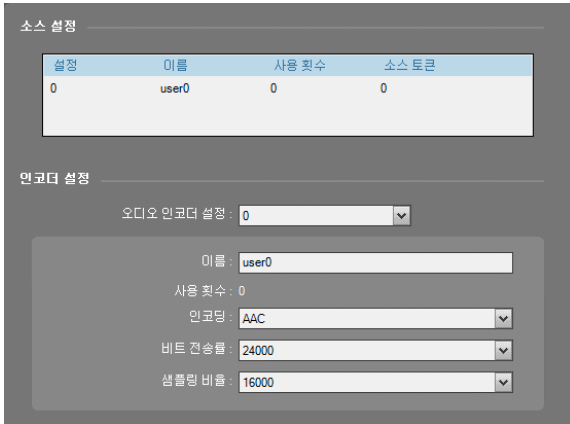 소스 설정
설정 이름 사용 횟수 소스 토큰
0 user0 0 0
인코더 설정
오디오 인코더 설정 : 0
이름 : user0
사용 횟수 : 0
인코딩 : AAC
비트 전송률 : 24000
샘플링 비율 : 16000